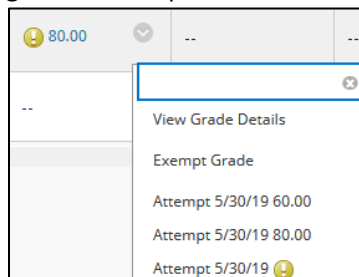 80.00
--
--
--
View Grade Details
Exempt Grade
Attempt 5/30/19 60.00
Attempt 5/30/19 80.00
Attempt 5/30/19